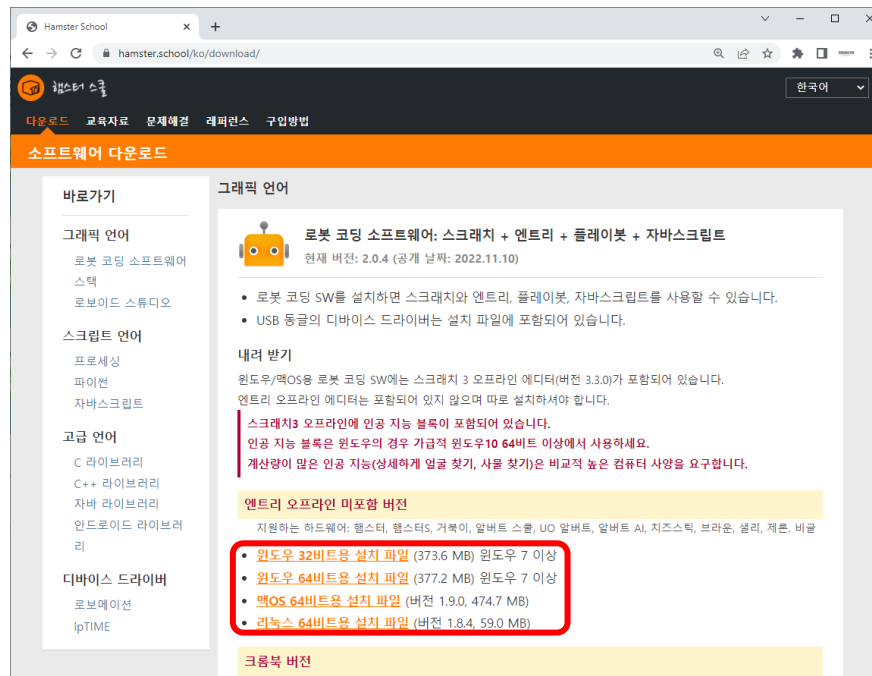 Hamster School
hamster.school/ko/download/
햄스터 스쿨
한국어
다운로드 교육자료 문제해결 레퍼런스 구입방법
소프트웨어 다운로드
바로가기
그래픽 언어
로봇 코딩 소프트웨어
스택
로보이드 스튜디오
스크립트 언어
프로세싱
파이썬
자바스크립트
고급 언어
C 라이브러리
C++ 라이브러리
자바 라이브러리
안드로이드 라이브러
리
디바이스 드라이버
로보메이션
ipTIME
그래픽 언어
로봇 코딩 소프트웨어: 스크래치 + 엔트리 + 플레이봇 + 자바스크립트
현재 버전: 2.0.4 (공개 날짜: 2022.11.10)
로봇 코딩 SW를 설치하면 스크래치와 엔트리, 플레이봇, 자바스크립트를 사용할 수 있습니다.
USB 동글의 디바이스 드라이버는 설치 파일에 포함되어 있습니다.
내려 받기
윈도우/맥OS용 로봇 코딩 SW에는 스크래치 3 오프라인 에디터(버전 3.3.0)가 포함되어 있습니다.
엔트리 오프라인 에디터는 포함되어 있지 않으며 따로 설치하셔야 합니다.
스크래치3 오프라인에 인공 지능 블록이 포함되어 있습니다.
인공 지능 블록은 윈도우의 경우 가급적 윈도우10 64비트 이상에서 사용하세요.
계산량이 많은 인공 지능(상세하게 얼굴 찾기, 사물 찾기)은 비교적 높은 컴퓨터 사양을 요구합니다.
엔트리 오프라인 미포함 버전
지원하는 하드웨어: 햄스터, 햄스터S, 거북이, 알버트 스쿨, UO 알버트, 알버트 AI, 치즈스틱, 브라운, 샐리, 제론, 비글
윈도우 32비트용 설치 파일 (373.6 MB) 윈도우 7 이상
윈도우 64비트용 설치 파일 (377.2 MB) 윈도우 7 이상
맥OS 64비트용 설치 파일 (버전 1.9.0, 474.7 MB)
리눅스 64비트용 설치 파일 (버전 1.8.4, 59.0 MB)
크롬북 버전